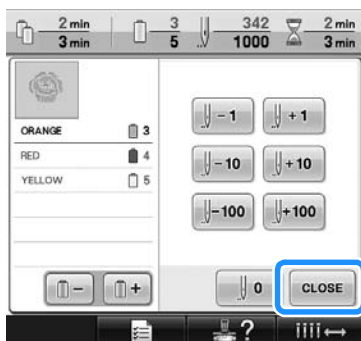 2 min 3 342 2 min
3 min 5 1000 3 min
- 1 + 1
ORANGE 3
RED 4
- 10 + 10
YELLOW 5
-100 +100
- + 0 CLOSE
?